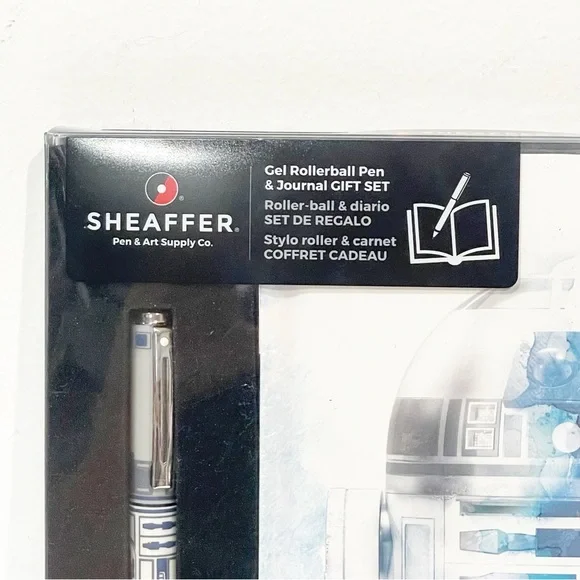 SHEAFFER®
Pen & Art Supply Co.
Gel Rollerball Pen
& Journal GIFT SET
Roller-ball & diario
SET DE REGALO
Stylo roller & carnet
COFFRET CADEAU